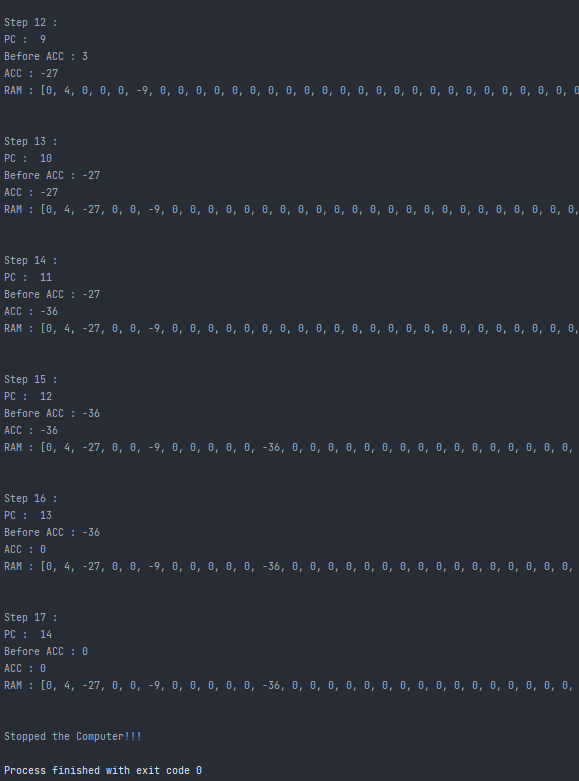 Step 12 :
PC :  9
Before ACC : 3
ACC : -27
RAM : [0, 4, 0, 0, 0, -9, 0, 0, 0, 0, 0, 0, 0, 0, 0, 0, 0, 0, 0, 0, 0, 0, 0, 0, 0, 0, 0, 0, 0, 0
Step 13 :
PC :  10
Before ACC : -27
ACC : -27
RAM : [0, 4, -27, 0, 0, -9, 0, 0, 0, 0, 0, 0, 0, 0, 0, 0, 0, 0, 0, 0, 0, 0, 0, 0, 0, 0, 0, 0, 0,
Step 14 :
PC :  11
Before ACC : -27
ACC : -36
RAM : [0, 4, -27, 0, 0, -9, 0, 0, 0, 0, 0, 0, 0, 0, 0, 0, 0, 0, 0, 0, 0, 0, 0, 0, 0, 0, 0, 0, 0,
Step 15 :
PC :  12
Before ACC : -36
ACC : -36
RAM : [0, 4, -27, 0, 0, -9, 0, 0, 0, 0, 0, -36, 0, 0, 0, 0, 0, 0, 0, 0, 0, 0, 0, 0, 0, 0, 0, 0,
Step 16 :
PC :  13
Before ACC : -36
ACC : 0
RAM : [0, 4, -27, 0, 0, -9, 0, 0, 0, 0, 0, -36, 0, 0, 0, 0, 0, 0, 0, 0, 0, 0, 0, 0, 0, 0, 0, 0,
Step 17 :
PC :  14
Before ACC : 0
ACC : 0
RAM : [0, 4, -27, 0, 0, -9, 0, 0, 0, 0, 0, -36, 0, 0, 0, 0, 0, 0, 0, 0, 0, 0, 0, 0, 0, 0, 0, 0,
Stopped the Computer!!!
Process finished with exit code 0